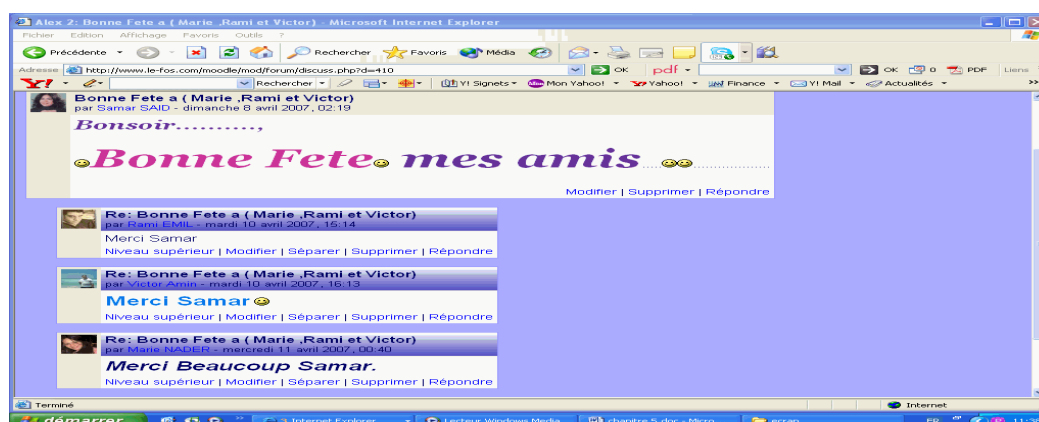 Alex 2: Bonne Fete a ( Marie ,Rami et Victor) - Microsoft Internet Explorer
Fichier Edition Affichage Favoris Outils ?
Précédente Rechercher Favoris Média
Adresse http://www.le-fos.com/moodle/mod/forum/discuss.php?d=410 OK pdf OK 0 PDF Liens
Y! Rechercher Y! Signets Mon Yahoo! Yahoo! Finance Y! Mail Actualités
Bonne Fete a ( Marie ,Rami et Victor)
par Samar SAID - dimanche 8 avril 2007, 02:19
Bonsoir..........,
Bonne Fete mes amis
Modifier | Supprimer | Répondre
Re: Bonne Fete a ( Marie ,Rami et Victor)
par Rami EMIL - mardi 10 avril 2007, 15:14
Merci Samar
Niveau supérieur | Modifier | Séparer | Supprimer | Répondre
Re: Bonne Fete a ( Marie ,Rami et Victor)
par Victor Amin - mardi 10 avril 2007, 16:13
Merci Samar
Niveau supérieur | Modifier | Séparer | Supprimer | Répondre
Re: Bonne Fete a ( Marie ,Rami et Victor)
par Marie NADER - mercredi 11 avril 2007, 00:40
Merci Beaucoup Samar.
Niveau supérieur | Modifier | Séparer | Supprimer | Répondre
Terminé Internet
démarrer 3 Internet Explorer Lecteur Windows Media chapitre 5.doc - Micro... ecran FR